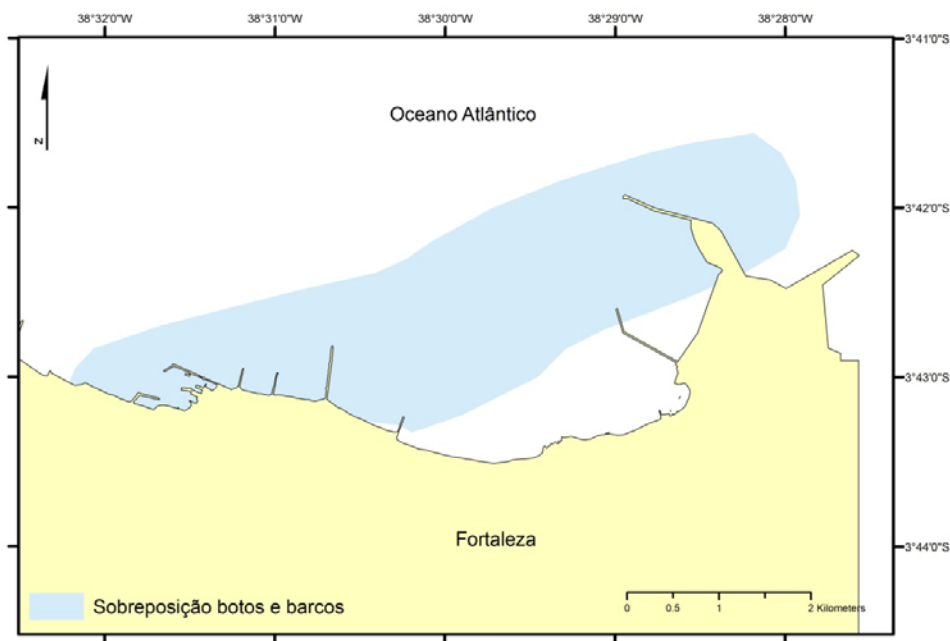 38°32'0"W 38°31'0"W 38°30'0"W 38°29'0"W 38°28'0"W
3°41'0"S
Oceano Atlântico
N
3°42'0"S
3°43'0"S
Fortaleza
3°44'0"S
Sobreposição botos e barcos
0 0.5 1 2 Kilometers